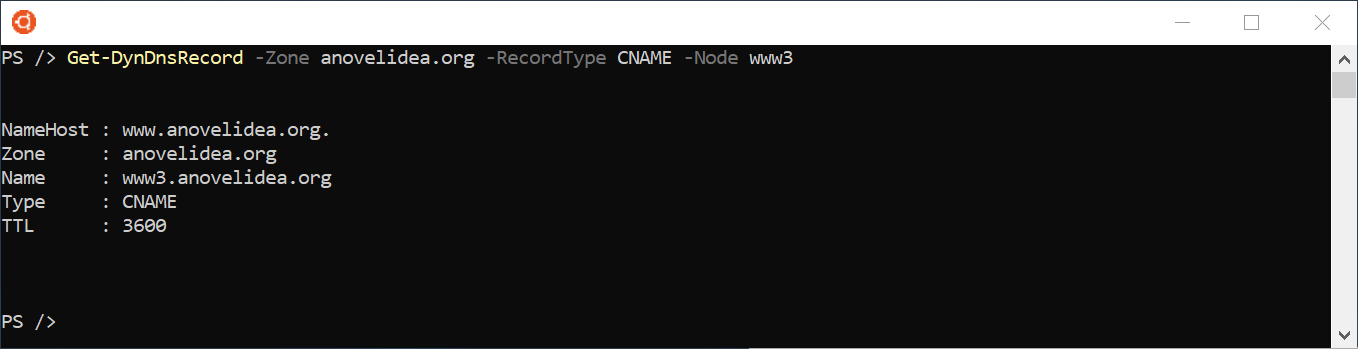 PS /> Get-DynDnsRecord -Zone anovelidea.org -RecordType CNAME -Node www3
NameHost : www.anovelidea.org.
Zone     : anovelidea.org
Name     : www3.anovelidea.org
Type     : CNAME
TTL      : 3600
PS />